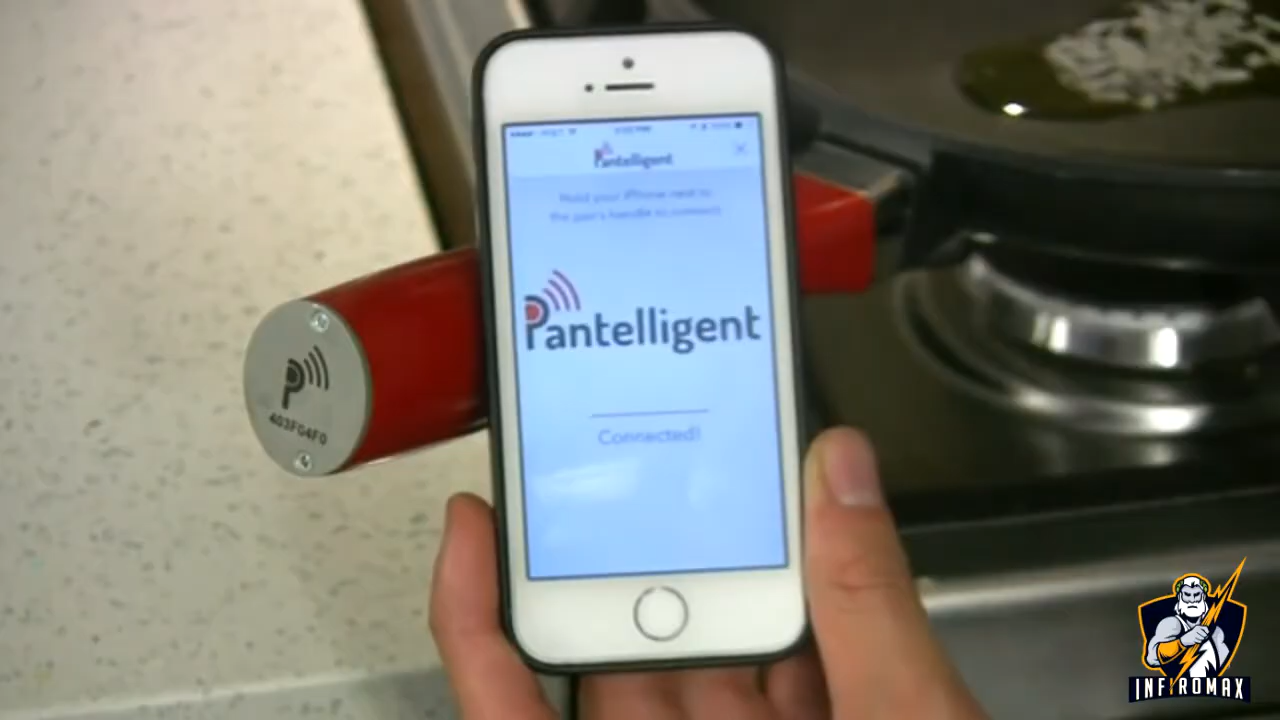 Pantelligent
Hold your iPhone next to
the pan's handle to connect
Pantelligent
Connected!
P
403F04F0
INFIROMAX